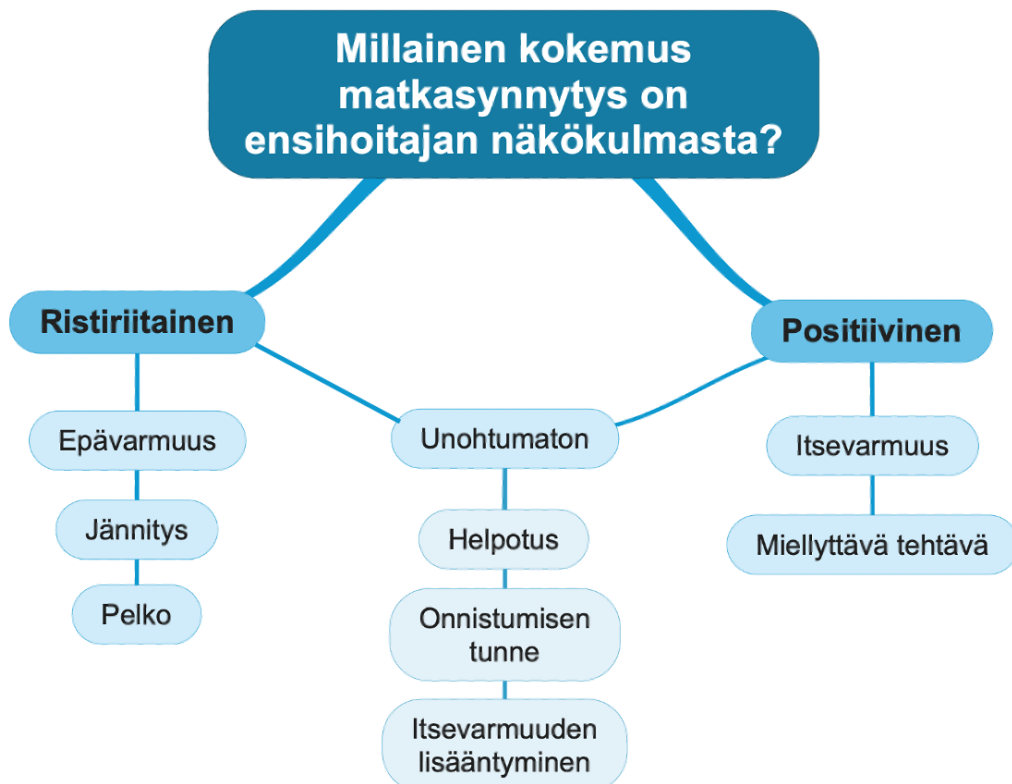 Millainen kokemus
matkasynnytys on
ensihoitajan näkökulmasta?
Ristiriitainen
Positiivinen
Epävarmuus
Jännitys
Pelko
Unohtumaton
Helpotus
Onnistumisen
tunne
Itsevarmuuden
lisääntyminen
Itsevarmuus
Miellyttävä tehtävä